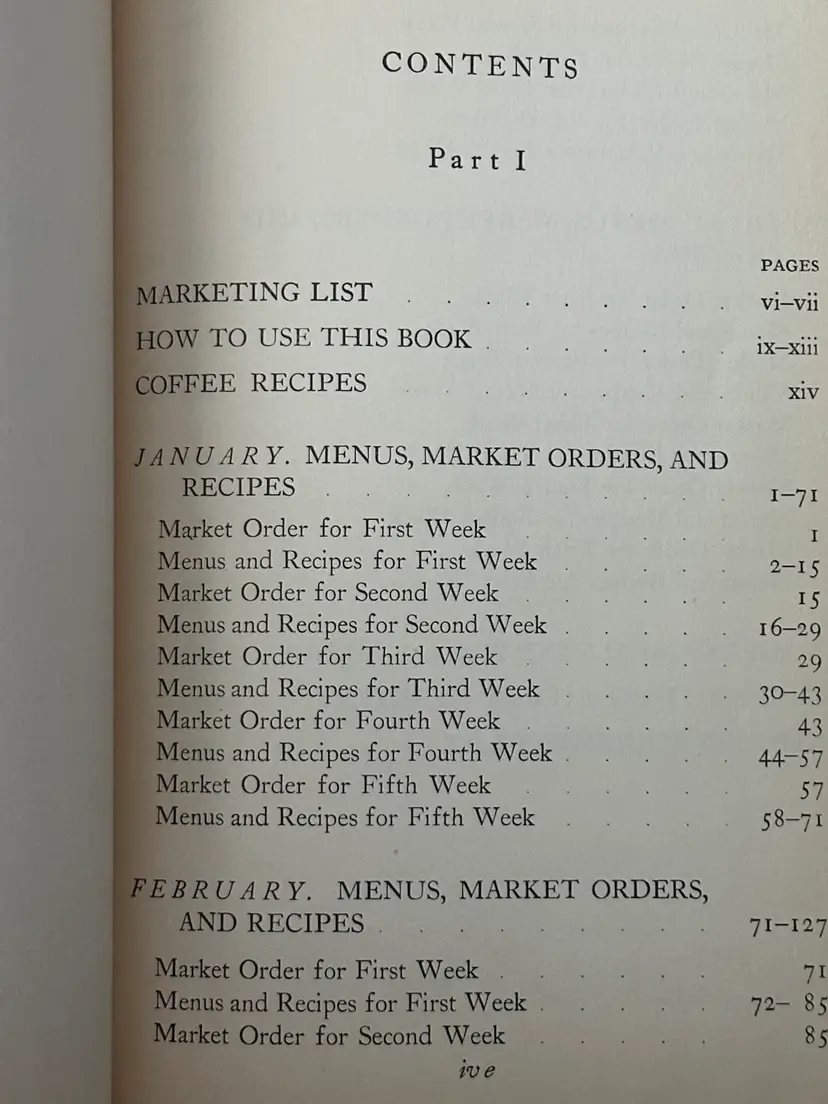 CONTENTS
Part I
PAGES
MARKETING LIST . . . . . . . vi–vii
HOW TO USE THIS BOOK . . . . . . ix–xiii
COFFEE RECIPES . . . . . . . xiv
JANUARY. MENUS, MARKET ORDERS, AND
RECIPES . . . . . . . . . 1–71
Market Order for First Week . . . . . 1
Menus and Recipes for First Week . . . . 2–15
Market Order for Second Week . . . . . 15
Menus and Recipes for Second Week . . . . 16–29
Market Order for Third Week . . . . . 29
Menus and Recipes for Third Week . . . . 30–43
Market Order for Fourth Week . . . . . 43
Menus and Recipes for Fourth Week . . . . 44–57
Market Order for Fifth Week . . . . . 57
Menus and Recipes for Fifth Week . . . . 58–71
FEBRUARY. MENUS, MARKET ORDERS,
AND RECIPES . . . . . . . . 71–127
Market Order for First Week . . . . . 71
Menus and Recipes for First Week . . . . 72– 85
Market Order for Second Week . . . . 85
iv e